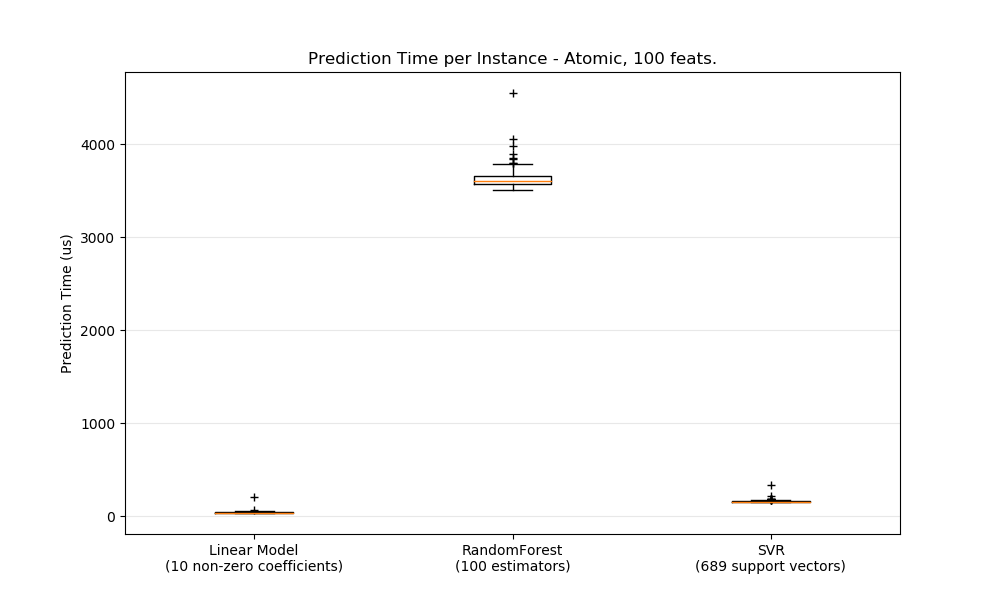 Prediction Time per Instance - Atomic, 100 feats.
Prediction Time (us)
4000
3000
2000
1000
0
Linear Model
(10 non-zero coefficients)
RandomForest
(100 estimators)
SVR
(689 support vectors)